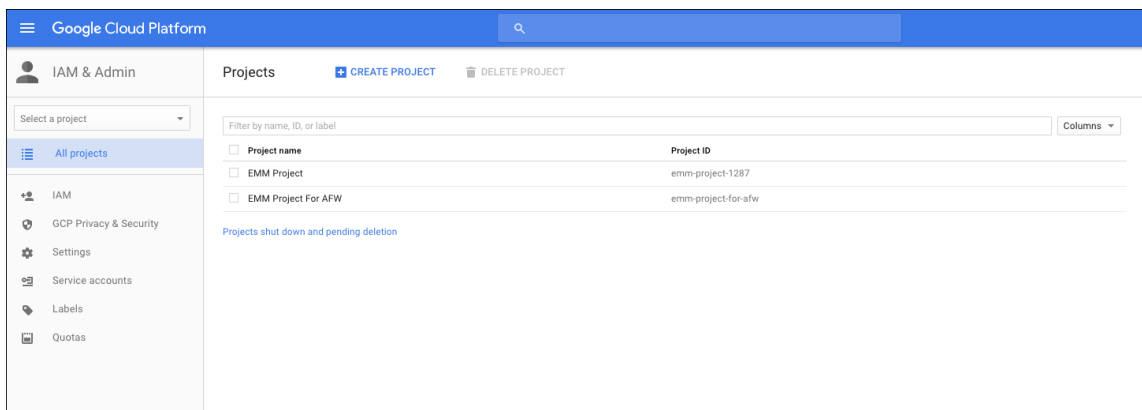 Google Cloud Platform
IAM & Admin
Projects
CREATE PROJECT
DELETE PROJECT
Select a project
All projects
IAM
GCP Privacy & Security
Settings
Service accounts
Labels
Quotas
Filter by name, ID, or label
Columns
Project name Project ID
EMM Project emm-project-1287
EMM Project For AFW emm-project-for-afw
Projects shut down and pending deletion